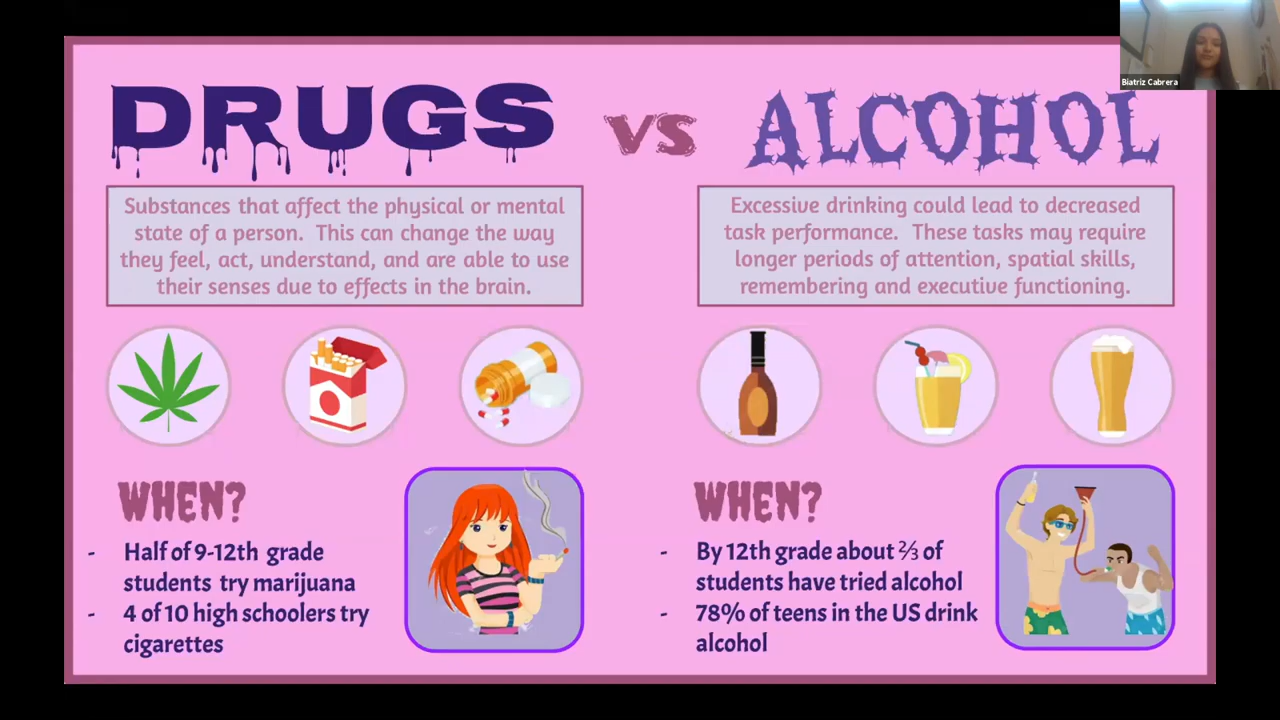 Biatriz Cabrera
DRUGS
VS
ALCOHOL
Substances that affect the physical or mental
state of a person.  This can change the way
they feel, act, understand, and are able to use
their senses due to effects in the brain.
Excessive drinking could lead to decreased
task performance.  These tasks may require
longer periods of attention, spatial skills,
remembering and executive functioning.
WHEN?
- Half of 9-12th  grade
students  try marijuana
- 4 of 10 high schoolers try
cigarettes
WHEN?
- By 12th grade about ⅔ of
students have tried alcohol
- 78% of teens in the US drink
alcohol